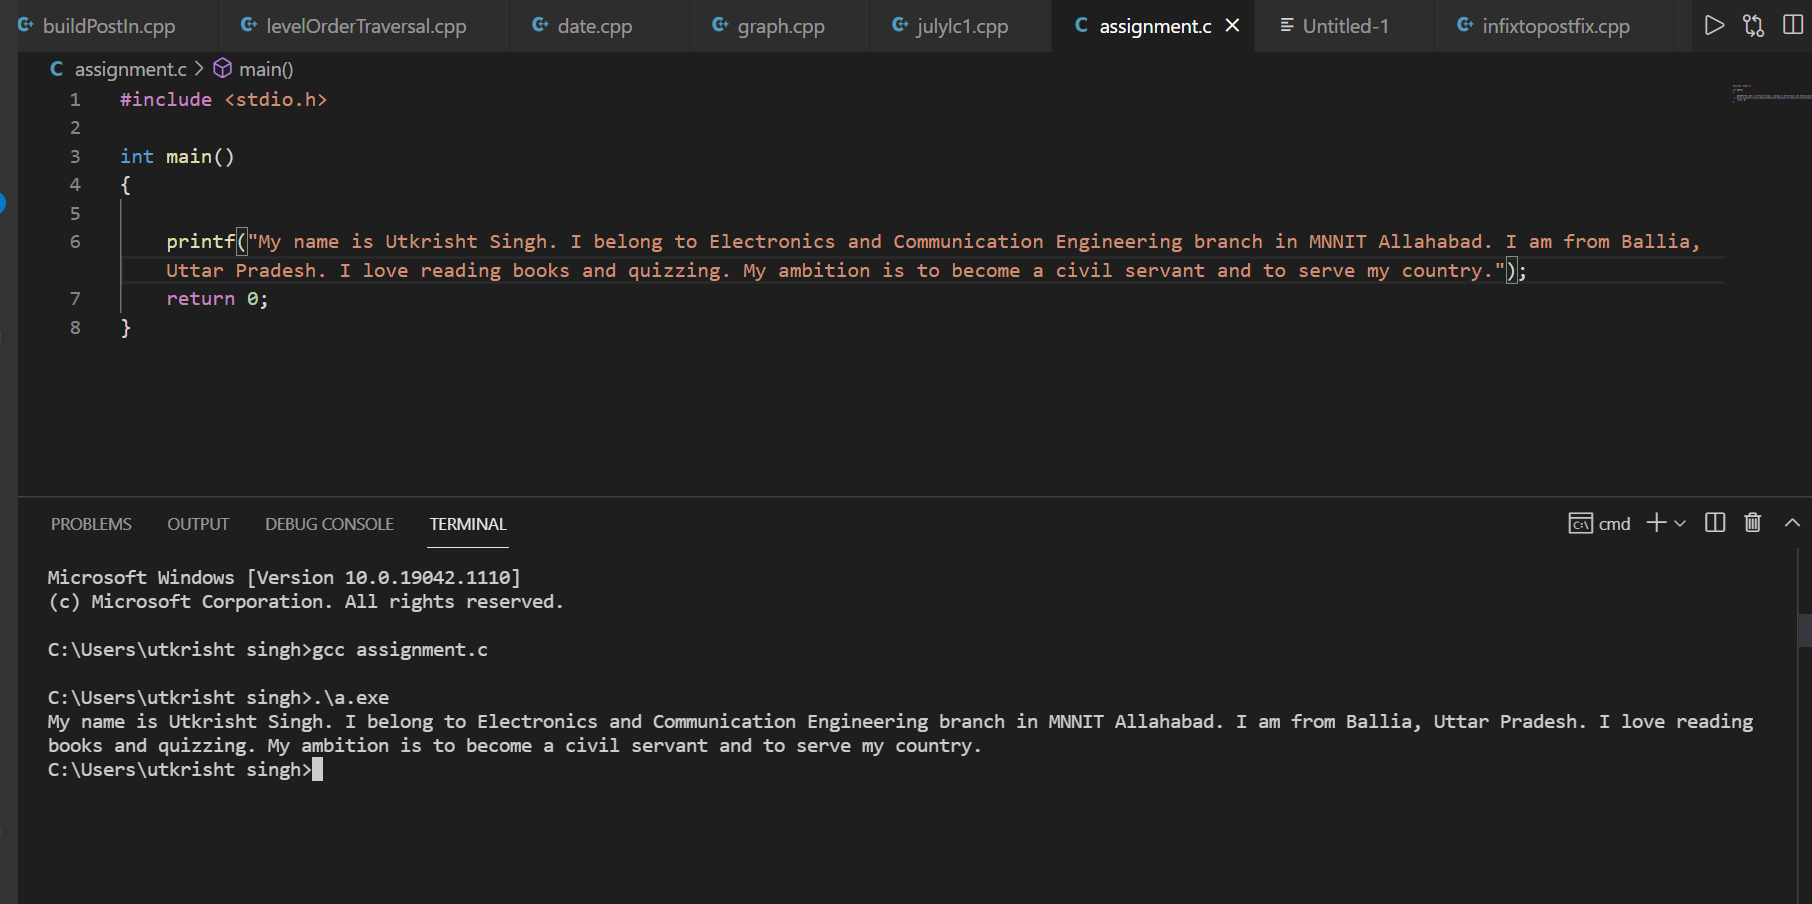 buildPostIn.cpp levelOrderTraversal.cpp date.cpp graph.cpp julylc1.cpp assignment.c Untitled-1 infixtopostfix.cpp
C assignment.c > main()
1 #include <stdio.h>
2
3 int main()
4 {
5
6 printf("My name is Utkrisht Singh. I belong to Electronics and Communication Engineering branch in MNNIT Allahabad. I am from Ballia,
Uttar Pradesh. I love reading books and quizzing. My ambition is to become a civil servant and to serve my country.");
7 return 0;
8 }
PROBLEMS OUTPUT DEBUG CONSOLE TERMINAL cmd
Microsoft Windows [Version 10.0.19042.1110]
(c) Microsoft Corporation. All rights reserved.
C:\Users\utkrisht singh>gcc assignment.c
C:\Users\utkrisht singh>.\a.exe
My name is Utkrisht Singh. I belong to Electronics and Communication Engineering branch in MNNIT Allahabad. I am from Ballia, Uttar Pradesh. I love reading
books and quizzing. My ambition is to become a civil servant and to serve my country.
C:\Users\utkrisht singh>